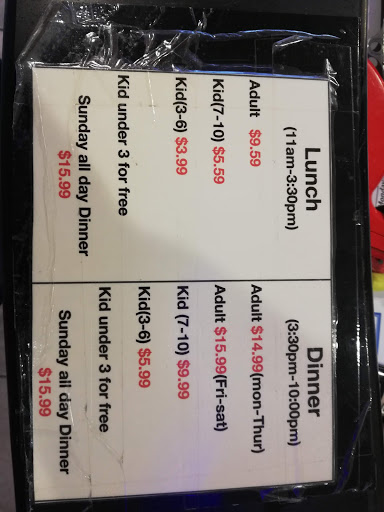 Lunch
(11am-3:30pm)
Adult $9.59
Kid(7-10) $5.59
Kid(3-6) $3.99
Kid under 3 for free
Sunday all day Dinner
$15.99
Dinner
(3:30pm-10:00pm)
Adult $14.99(mon-Thur)
Adult $15.99(Fri-sat)
Kid (7-10) $9.99
Kid(3-6) $5.99
Kid under 3 for free
Sunday all day Dinner
$15.99